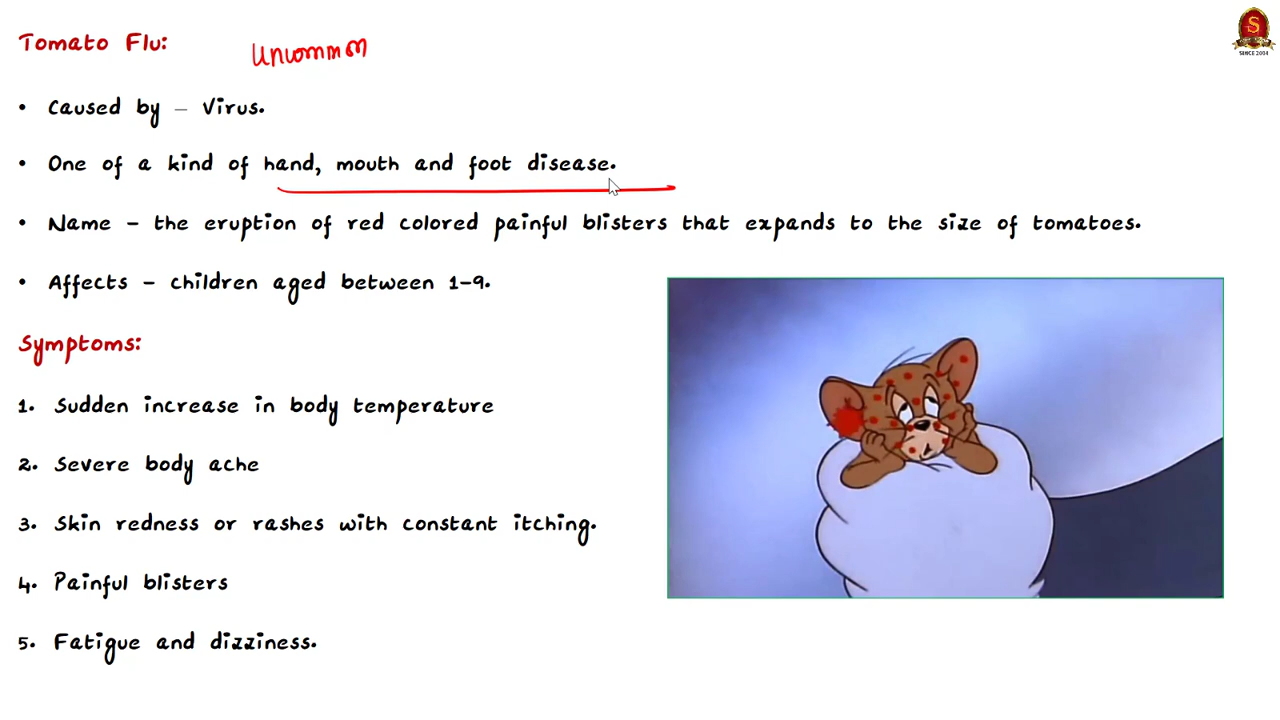 Tomato Flu:
Uncommon
S
SINCE 2004
• Caused by – Virus.
• One of a kind of hand, mouth and foot disease.
• Name – the eruption of red colored painful blisters that expands to the size of tomatoes.
• Affects – children aged between 1-9.
Symptoms:
1. Sudden increase in body temperature
2. Severe body ache
3. Skin redness or rashes with constant itching.
4. Painful blisters
5. Fatigue and dizziness.